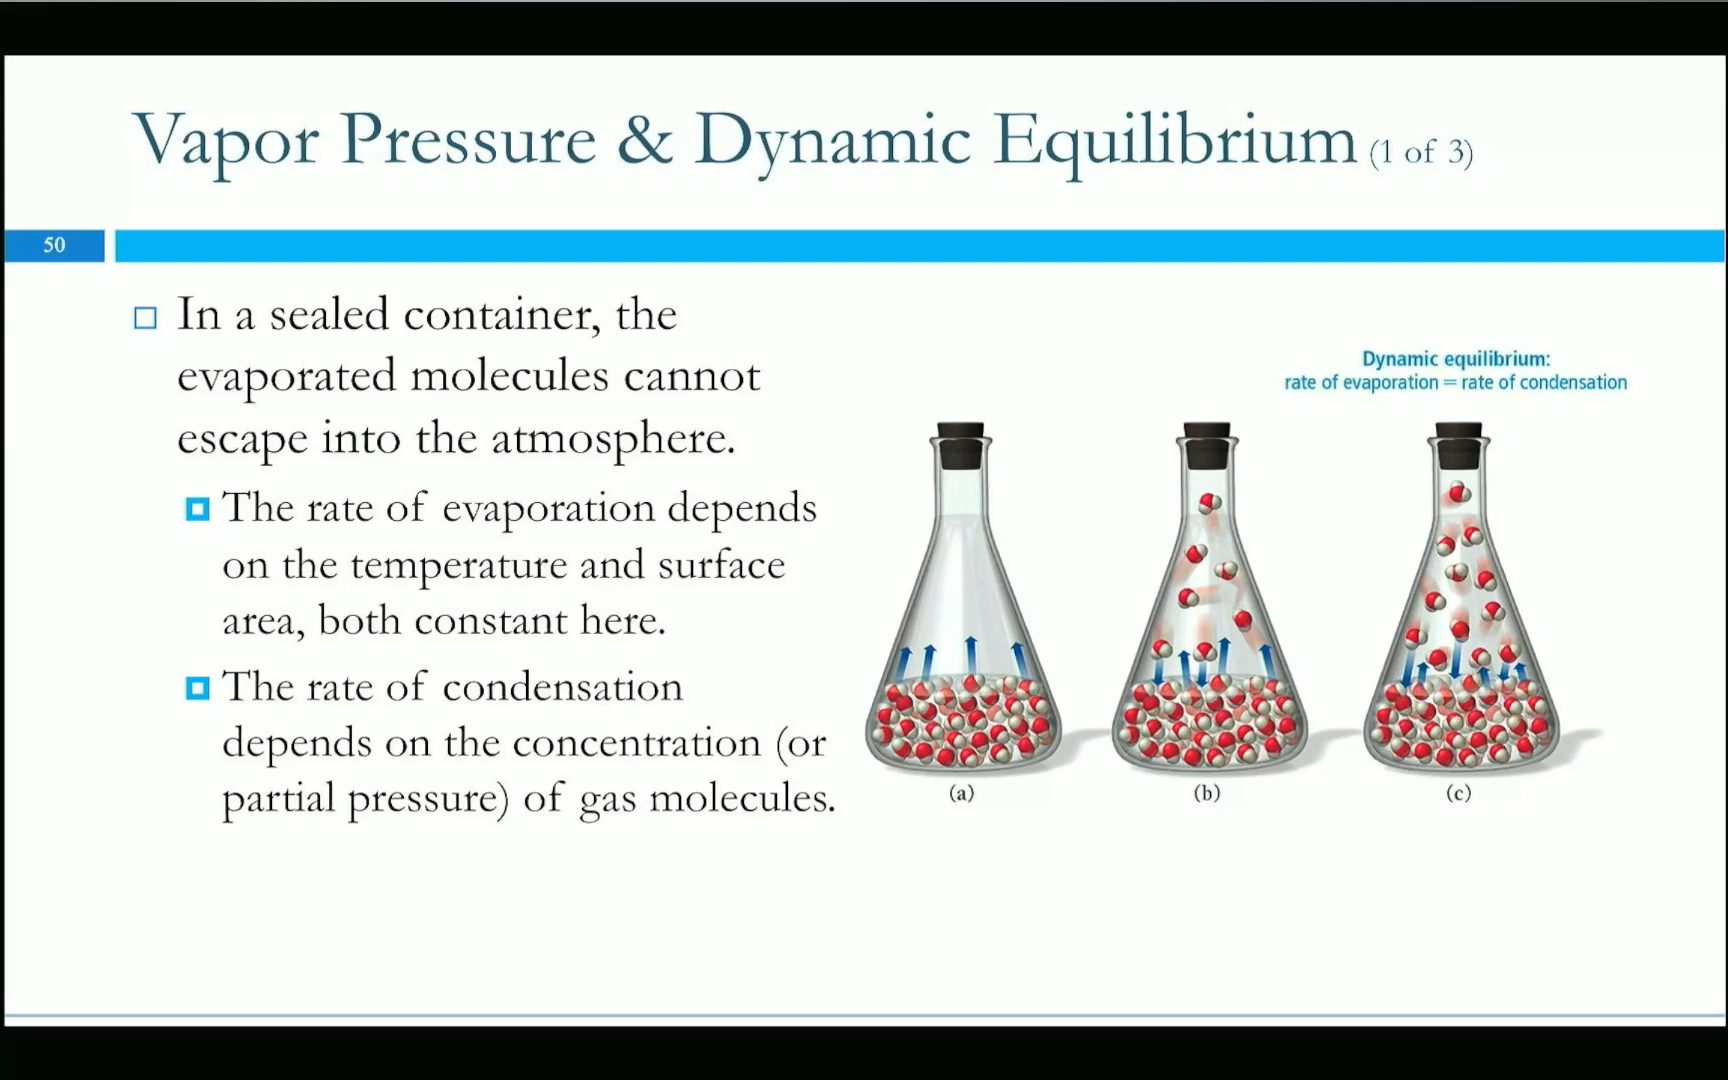 Vapor Pressure & Dynamic Equilibrium (1 of 3)
50
In a sealed container, the
evaporated molecules cannot
escape into the atmosphere.
The rate of evaporation depends
on the temperature and surface
area, both constant here.
The rate of condensation
depends on the concentration (or
partial pressure) of gas molecules.
Dynamic equilibrium:
rate of evaporation = rate of condensation
(a)
(b)
(c)